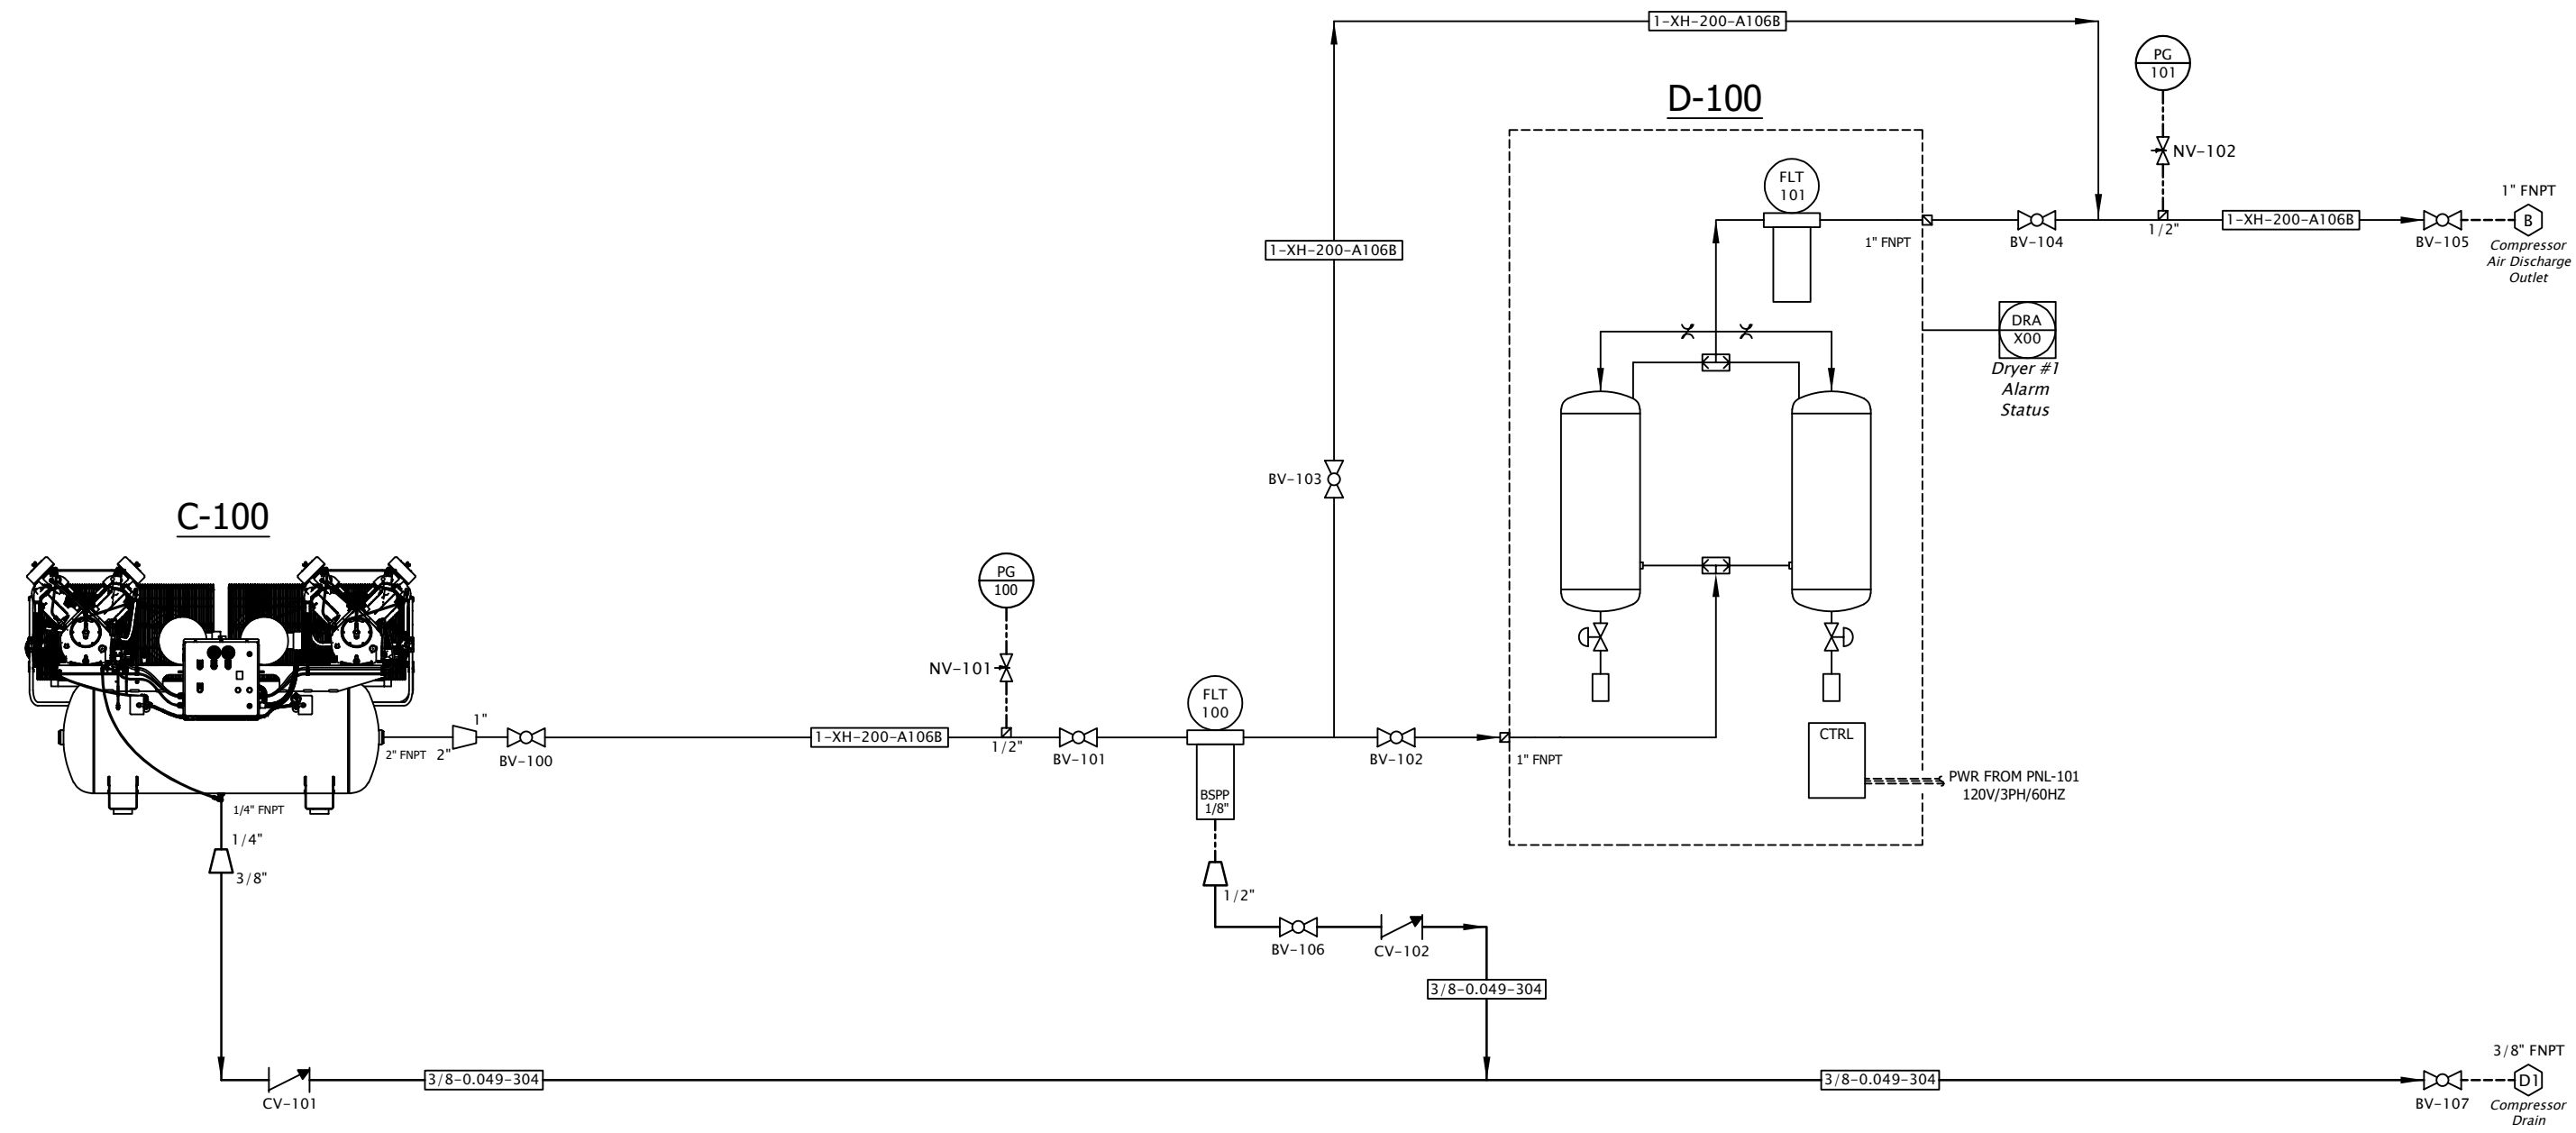 1-XH-200-A106B
PG
101
D-100
NV-102
FLT
101
1" FNPT
1-XH-200-A106B
1" FNPT
BV-104
1/2"
1-XH-200-A106B
BV-105
B
Compressor
Air Discharge
Outlet
DRA
X00
Dryer #1
Alarm
Status
BV-103
C-100
PG
100
NV-101
FLT
100
1"
2" FNPT
2"
BV-100
1-XH-200-A106B
1/2"
BV-101
BV-102
1" FNPT
CTRL
PWR FROM PNL-101
120V/3PH/60HZ
BSPP
1/8"
1/4" FNPT
1/4"
3/8"
1/2"
BV-106
CV-102
3/8-0.049-304
3/8" FNPT
CV-101
3/8-0.049-304
3/8-0.049-304
BV-107
D1
Compressor
Drain